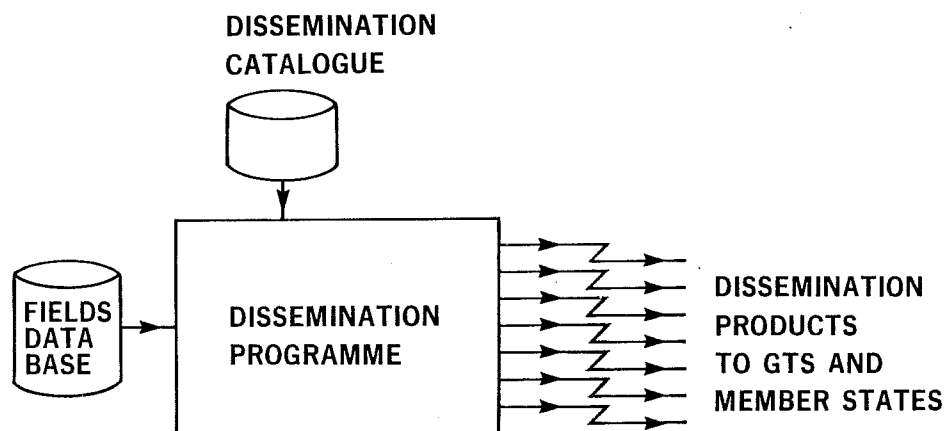 DISSEMINATION
CATALOGUE
FIELDS
DATA
BASE
DISSEMINATION
PROGRAMME
DISSEMINATION
PRODUCTS
TO GTS AND
MEMBER STATES